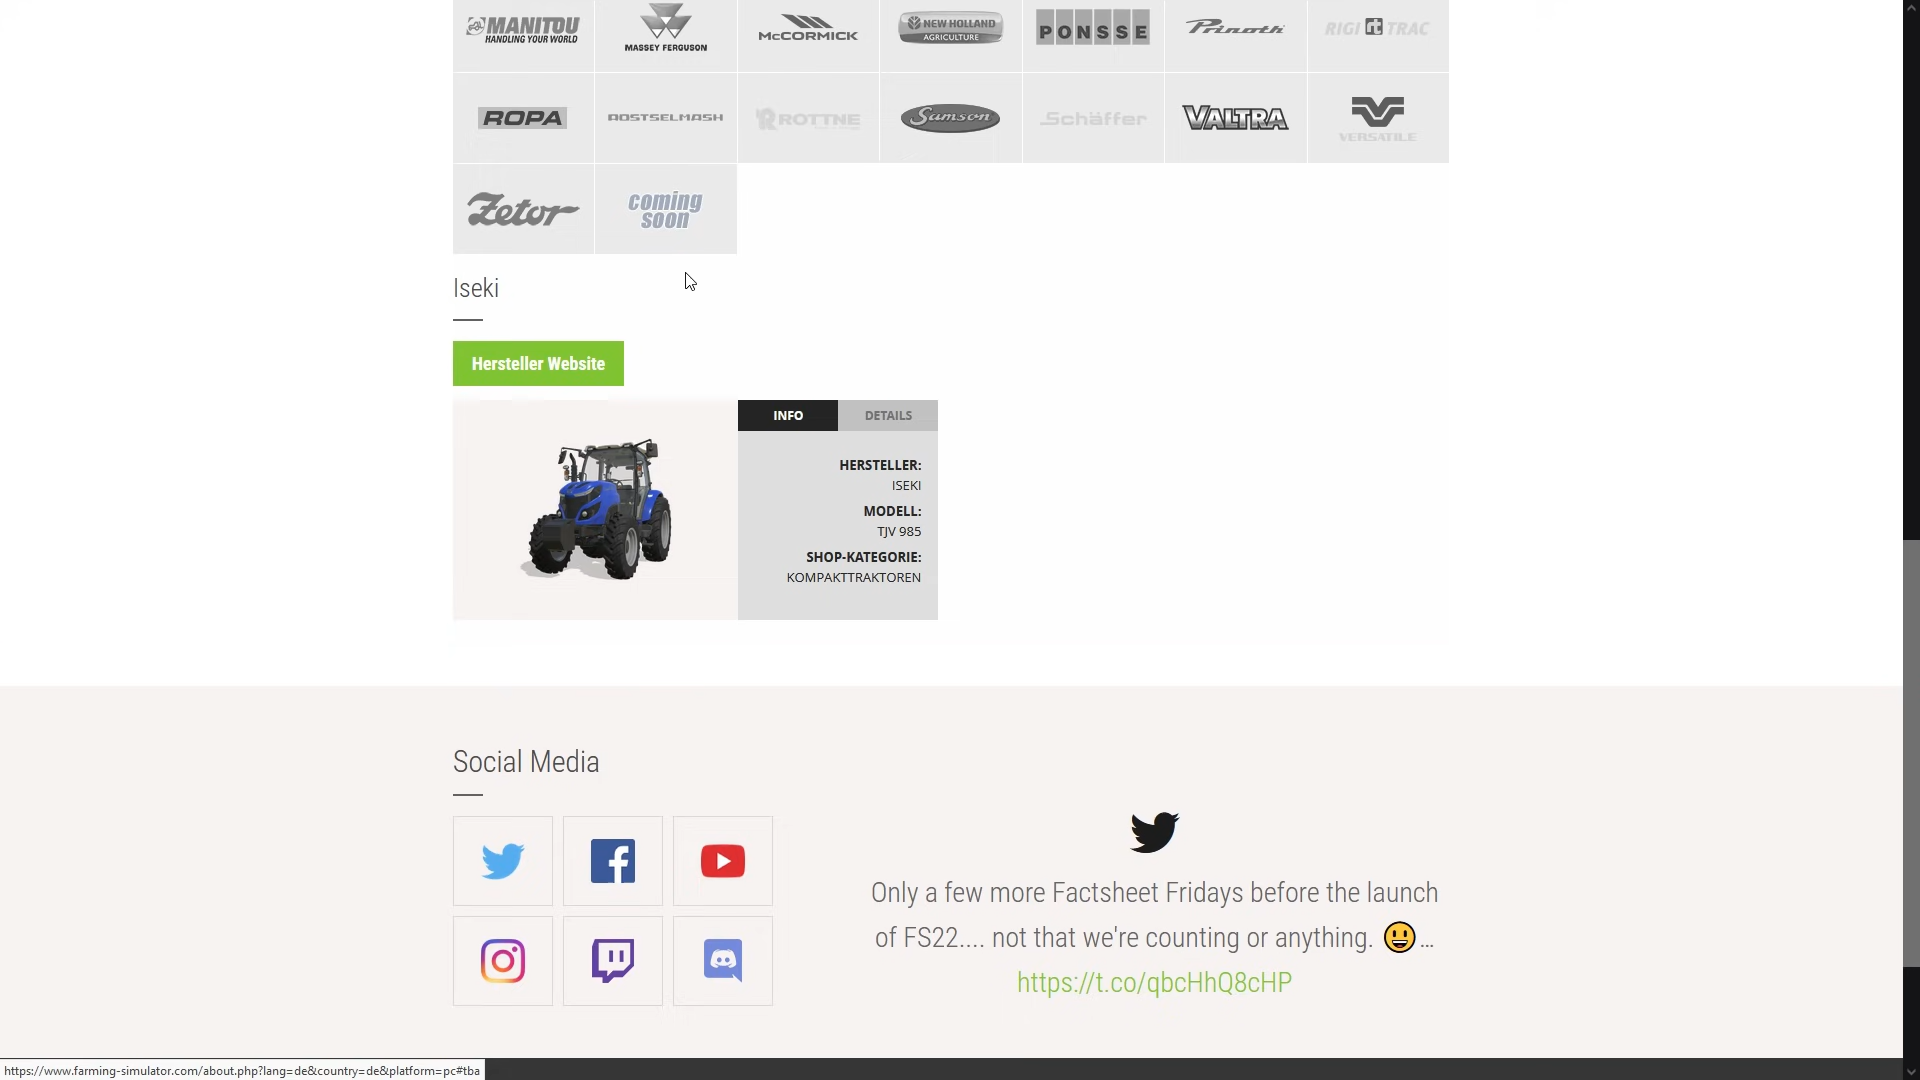 MANITOU
HANDLING YOUR WORLD
MASSEY FERGUSON
McCORMICK
NEW HOLLAND
AGRICULTURE
PONSSE
Prinoth
RIGI rt TRAC
ROPA
ROSTSELMASH
ROTTNE
Samson
Schäffer
VALTRA
VERSATILE
Zetor
coming
soon
Iseki
Hersteller Website
INFO
DETAILS
HERSTELLER:
ISEKI
MODELL:
TJV 985
SHOP-KATEGORIE:
KOMPAKTTRAKTOREN
Social Media
Only a few more Factsheet Fridays before the launch
of FS22.... not that we're counting or anything. 😃…
https://t.co/qbcHhQ8cHP
https://www.farming-simulator.com/about.php?lang=de&country=de&platform=pc#tba